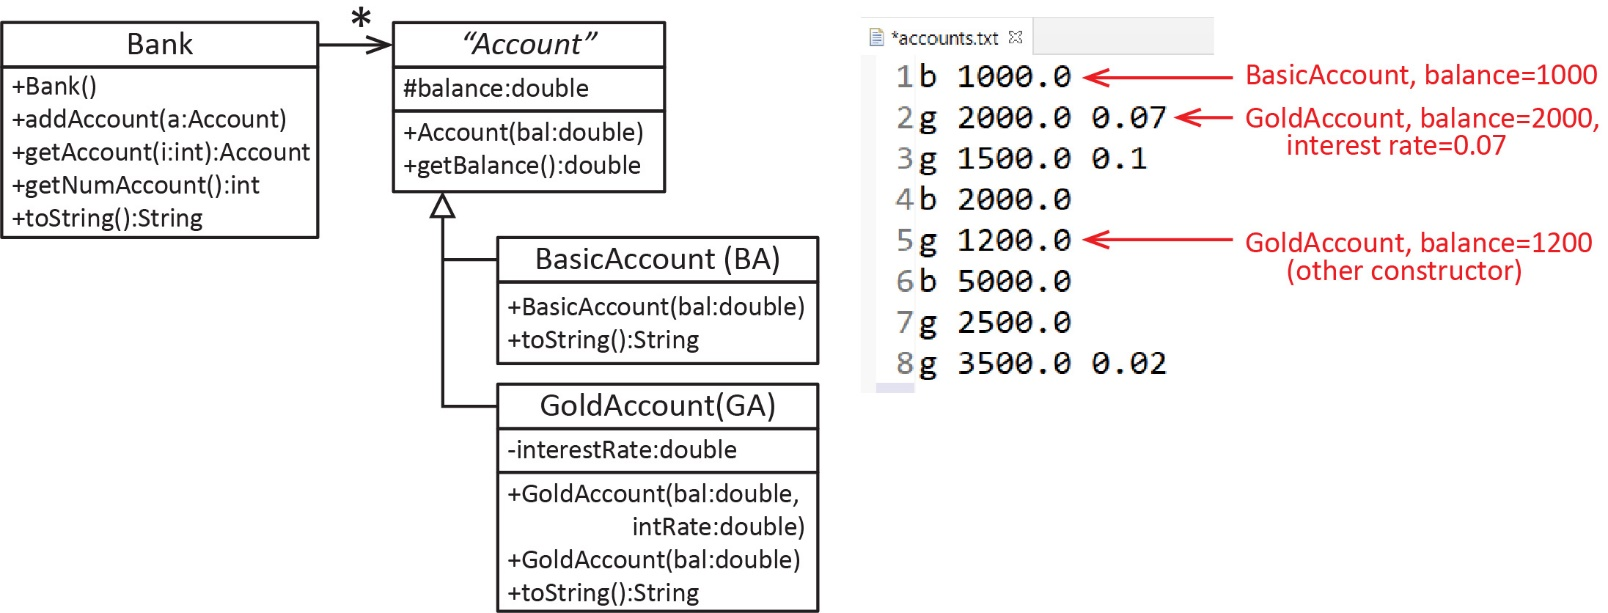 *
Bank
+Bank()
+addAccount(a:Account)
+getAccount(i:int):Account
+getNumAccount():int
+toString():String
“Account”
#balance:double
+Account(bal:double)
+getBalance():double
BasicAccount (BA)
+BasicAccount(bal:double)
+toString():String
GoldAccount(GA)
-interestRate:double
+GoldAccount(bal:double,
intRate:double)
+GoldAccount(bal:double)
+toString():String
*accounts.txt
1 b 1000.0
2 g 2000.0 0.07
3 g 1500.0 0.1
4 b 2000.0
5 g 1200.0
6 b 5000.0
7 g 2500.0
8 g 3500.0 0.02
BasicAccount, balance=1000
GoldAccount, balance=2000,
interest rate=0.07
GoldAccount, balance=1200
(other constructor)